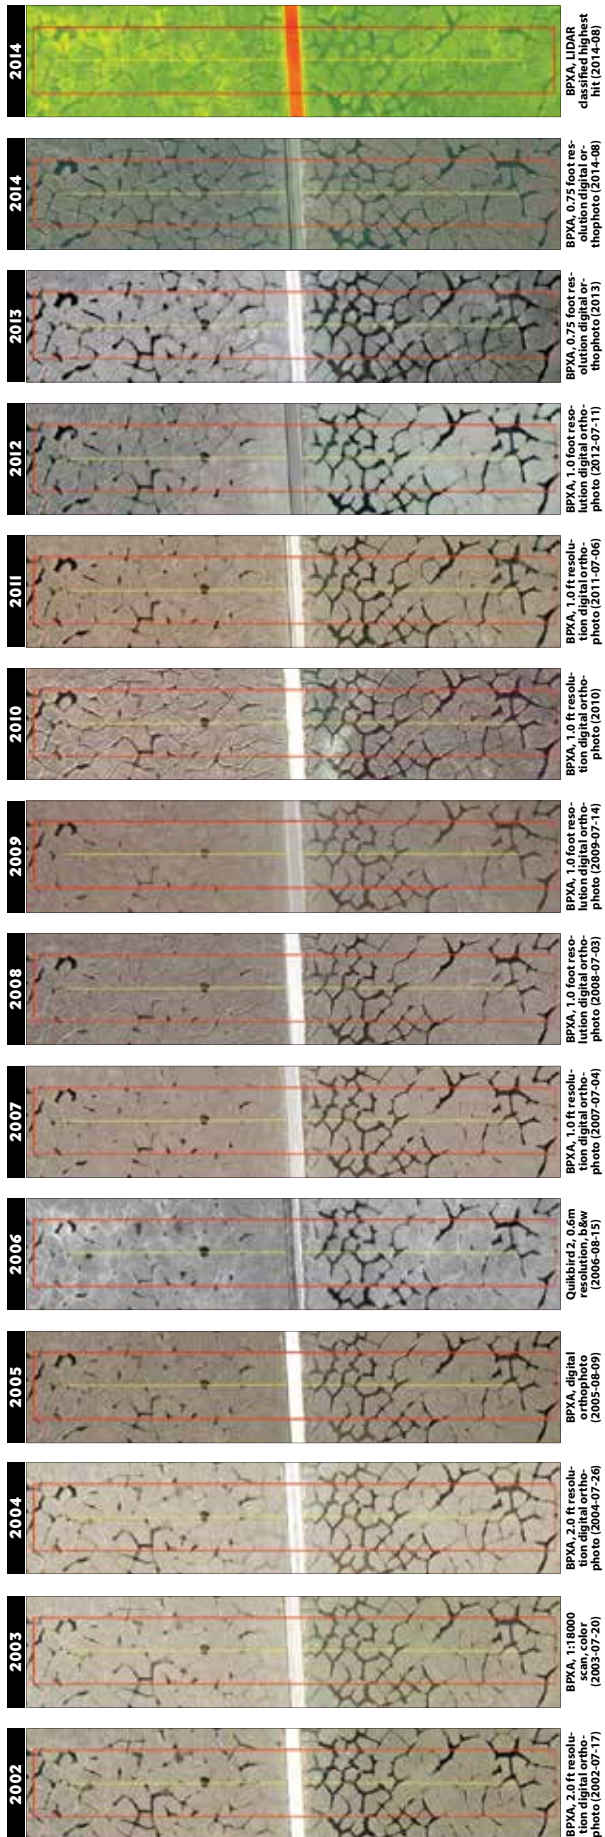 2002
BPXA, 2.0 ft resolu-
tion digital ortho-
photo (2002-07-17)
2003
BPXA, 1:18000
scan, color
(2003-07-20)
2004
BPXA, 2.0 ft resolu-
tion digital ortho-
photo (2004-07-26)
2005
BPXA, digital
orthophoto
(2005-08-09)
2006
Quikbird 2, 0.6m
resolution, b&w
(2006-08-15)
2007
BPXA, 1.0 ft resolu-
tion digital ortho-
photo (2007-07-04)
2008
BPXA, 1.0 foot reso-
lution digital ortho-
photo (2008-07-03)
2009
BPXA, 1.0 foot reso-
lution digital ortho-
photo (2009-07-14)
2010
BPXA, 1.0 ft resolu-
tion digital ortho-
photo (2010)
2011
BPXA, 1.0 ft resolu-
tion digital ortho-
photo (2011-07-06)
2012
BPXA, 1.0 foot reso-
lution digital ortho-
photo (2012-07-11)
2013
BPXA, 0.75 foot res-
olution digital or-
thophoto (2013)
2014
BPXA, 0.75 foot res-
olution digital or-
thophoto (2014-08)
2014
BPXA, LIDAR
classified highest
hit (2014-08)